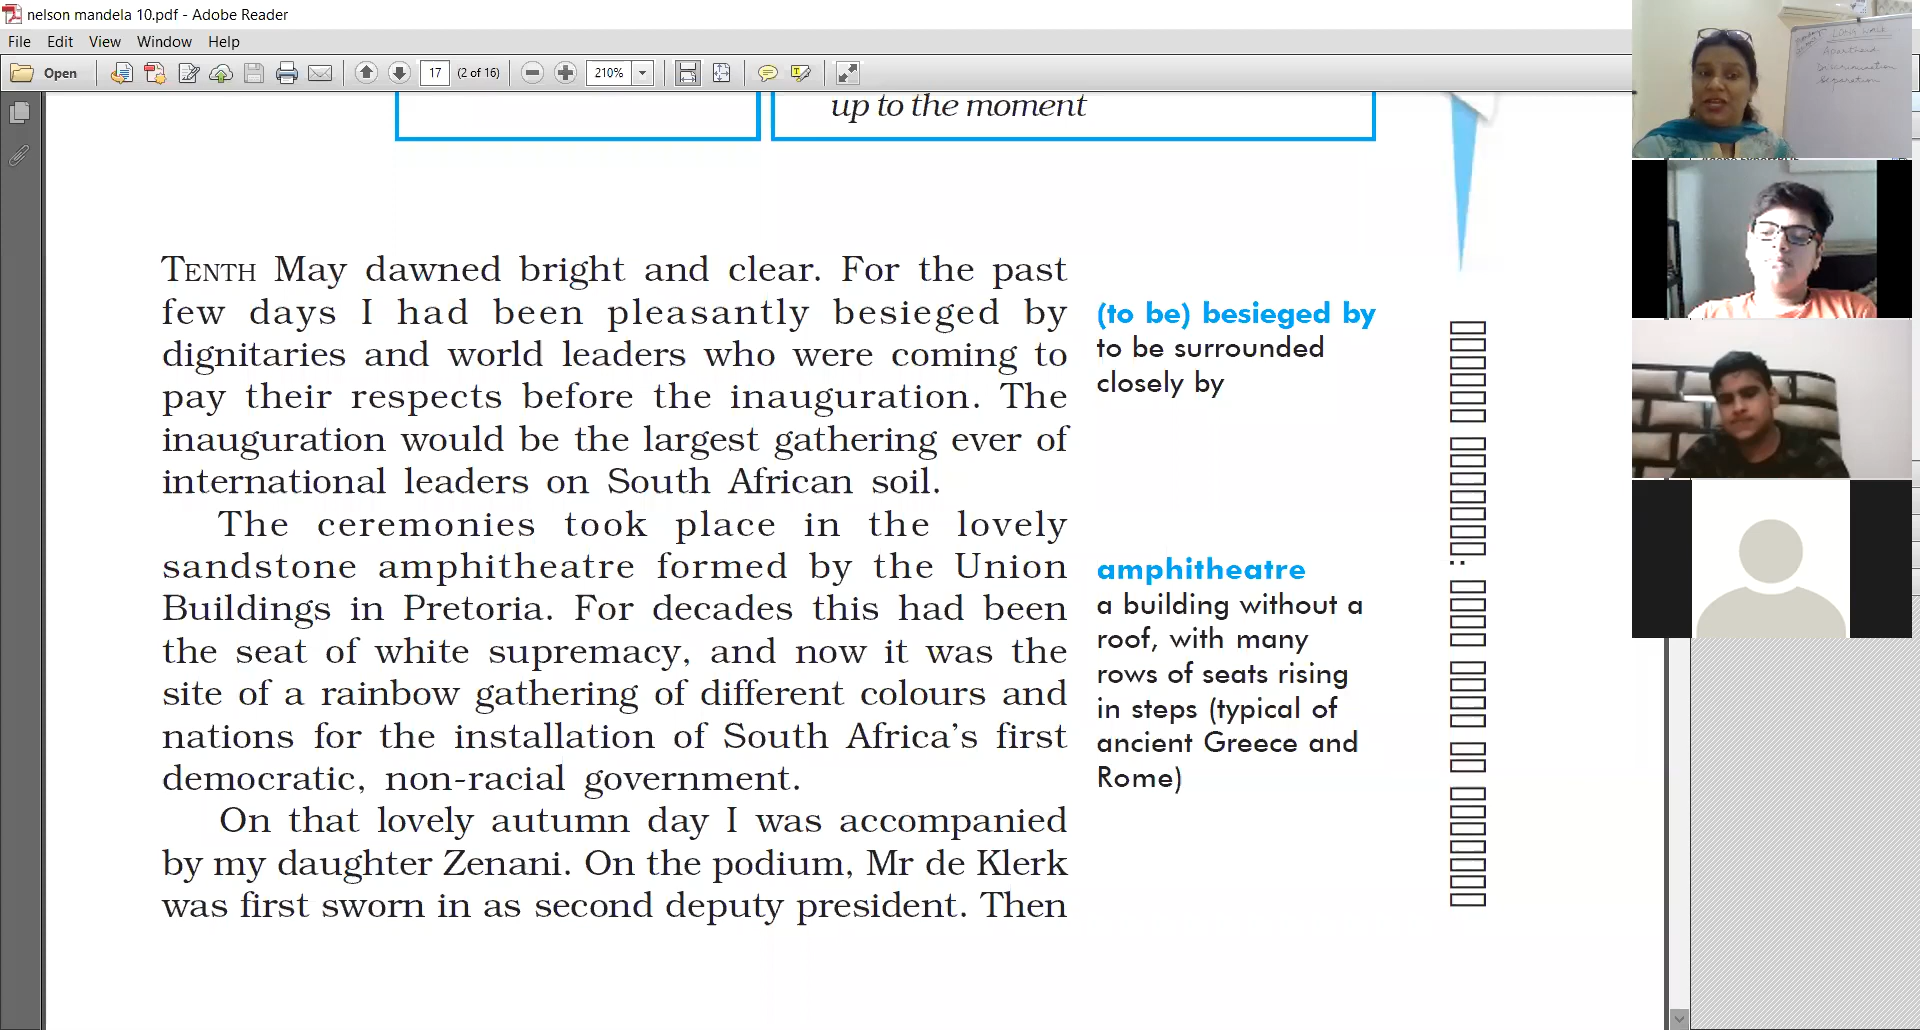 nelson mandela 10.pdf - Adobe Reader
File Edit View Window Help
Open 17 (2 of 16) 210%
up to the moment
TENTH May dawned bright and clear. For the past
few days I had been pleasantly besieged by
dignitaries and world leaders who were coming to
pay their respects before the inauguration. The
inauguration would be the largest gathering ever of
international leaders on South African soil.
The ceremonies took place in the lovely
sandstone amphitheatre formed by the Union
Buildings in Pretoria. For decades this had been
the seat of white supremacy, and now it was the
site of a rainbow gathering of different colours and
nations for the installation of South Africa's first
democratic, non-racial government.
On that lovely autumn day I was accompanied
by my daughter Zenani. On the podium, Mr de Klerk
was first sworn in as second deputy president. Then
(to be) besieged by
to be surrounded
closely by
amphitheatre
a building without a
roof, with many
rows of seats rising
in steps (typical of
ancient Greece and
Rome)
LONG WALK
Apartheid
Discrimination
Separation